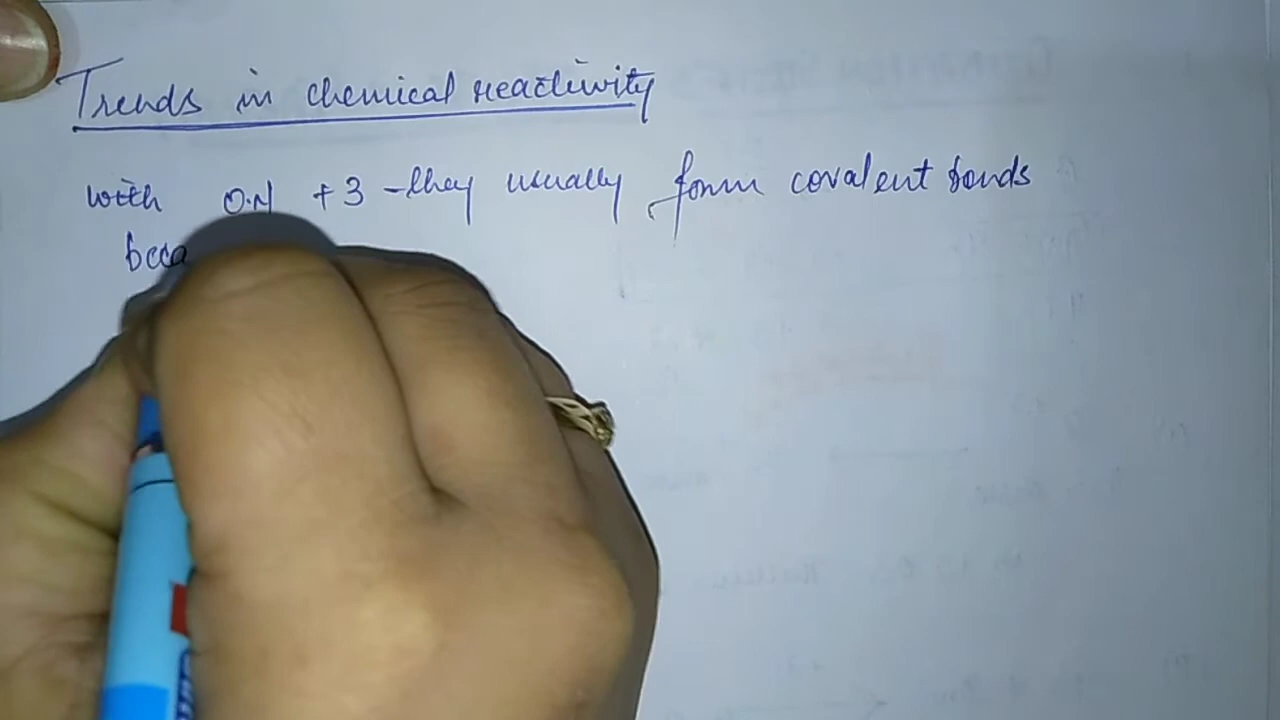 Trends in chemical reactivity
with O.N +3 they usually form covalent bonds
beca